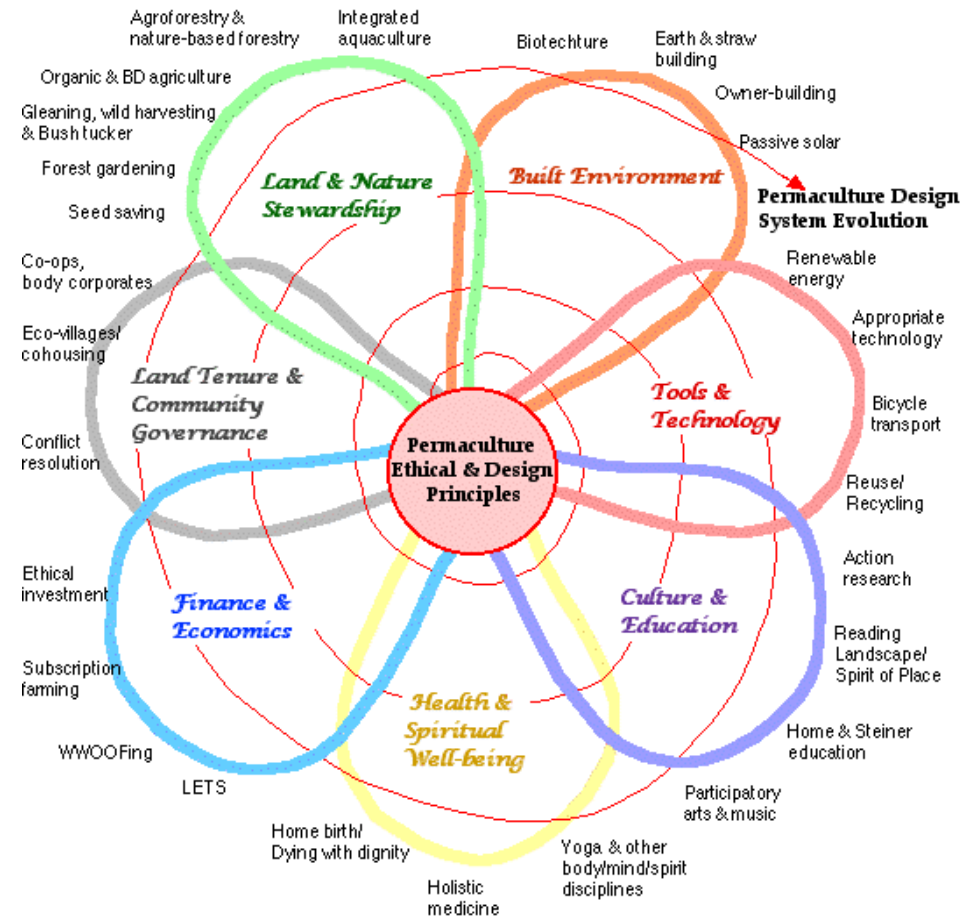 Agroforestry &
nature-based forestry
Integrated
aquaculture
Biotechture
Earth & straw
building
Organic & BD agriculture
Owner-building
Gleaning, wild harvesting
& Bush tucker
Passive solar
Forest gardening
Land & Nature
Stewardship
Built Environment
Permaculture Design
System Evolution
Seed saving
Co-ops,
body corporates
Renewable
energy
Eco-villages/
cohousing
Appropriate
technology
Land Tenure &
Community
Governance
Tools &
Technology
Bicycle
transport
Conflict
resolution
Permaculture
Ethical & Design
Principles
Reuse/
Recycling
Ethical
investment
Action
research
Finance &
Economics
Culture &
Education
Subscription
farming
Reading
Landscape/
Spirit of Place
Health &
Spiritual
Well-being
WWOOFing
Home & Steiner
education
LETS
Participatory
arts & music
Home birth/
Dying with dignity
Yoga & other
body/mind/spirit
disciplines
Holistic
medicine